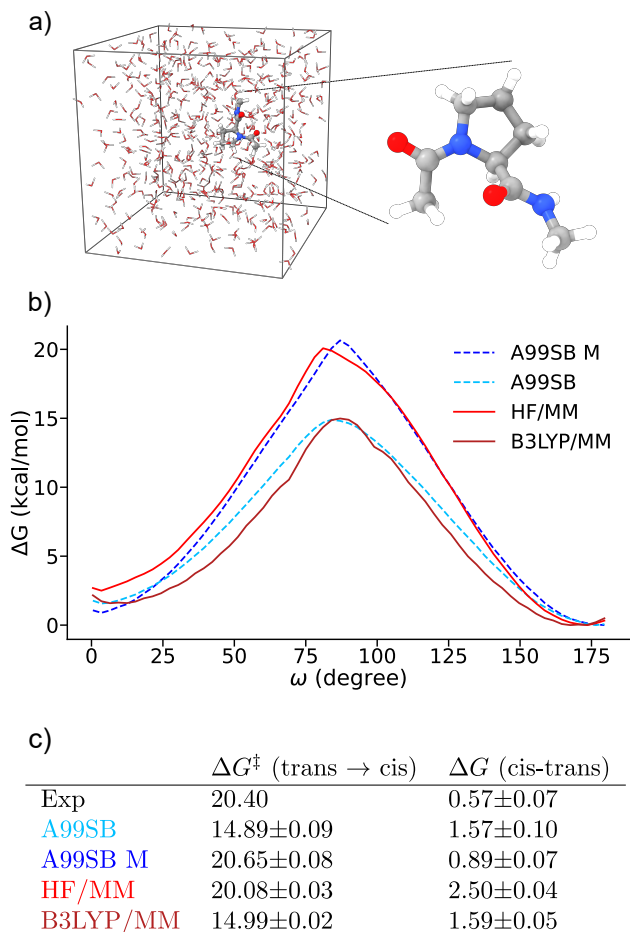 a)
b)
20
15
10
5
0
ΔG (kcal/mol)
A99SB M
A99SB
HF/MM
B3LYP/MM
0 25 50 75 100 125 150 175
ω (degree)
c)
ΔG‡ (trans → cis) ΔG (cis-trans)
Exp 20.40 0.57±0.07
A99SB 14.89±0.09 1.57±0.10
A99SB M 20.65±0.08 0.89±0.07
HF/MM 20.08±0.03 2.50±0.04
B3LYP/MM 14.99±0.02 1.59±0.05